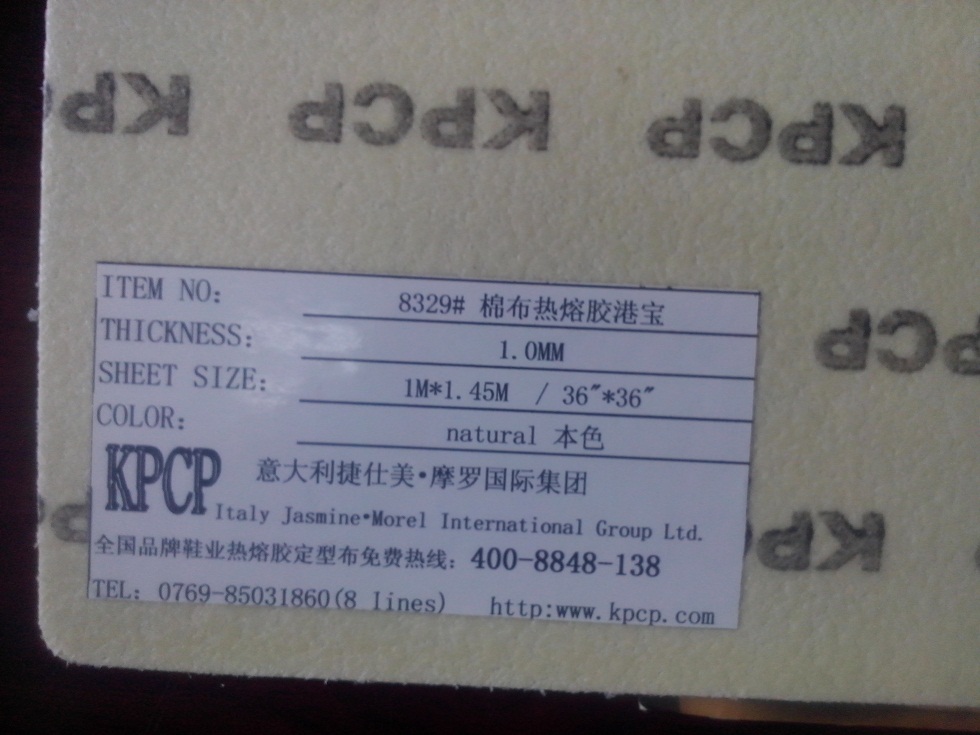 KP KPCP KPCP
KPCP
ITEM NO: 8329# 棉布热熔胶港宝
THICKNESS: 1.0MM
SHEET SIZE: 1M*1.45M / 36"*36"
COLOR: natural 本色
KPCP 意大利捷仕美•摩罗国际集团
Italy Jasmine•Morel International Group Ltd.
全国品牌鞋业热熔胶定型布免费热线: 400-8848-138
TEL: 0769-85031860(8 lines) http:www.kpcp.com